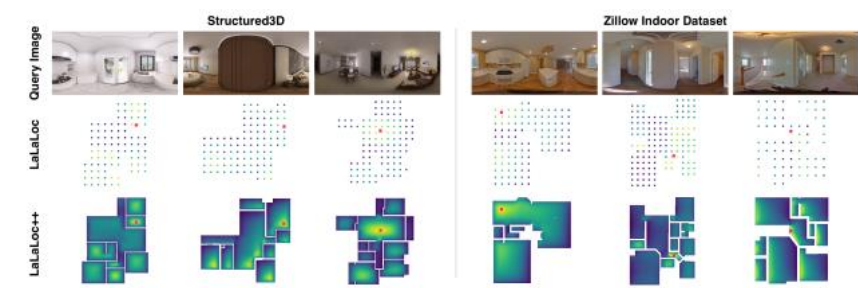 Structured3D
Zillow Indoor Dataset
Query Image
LaLaLoc
LaLaLoc++